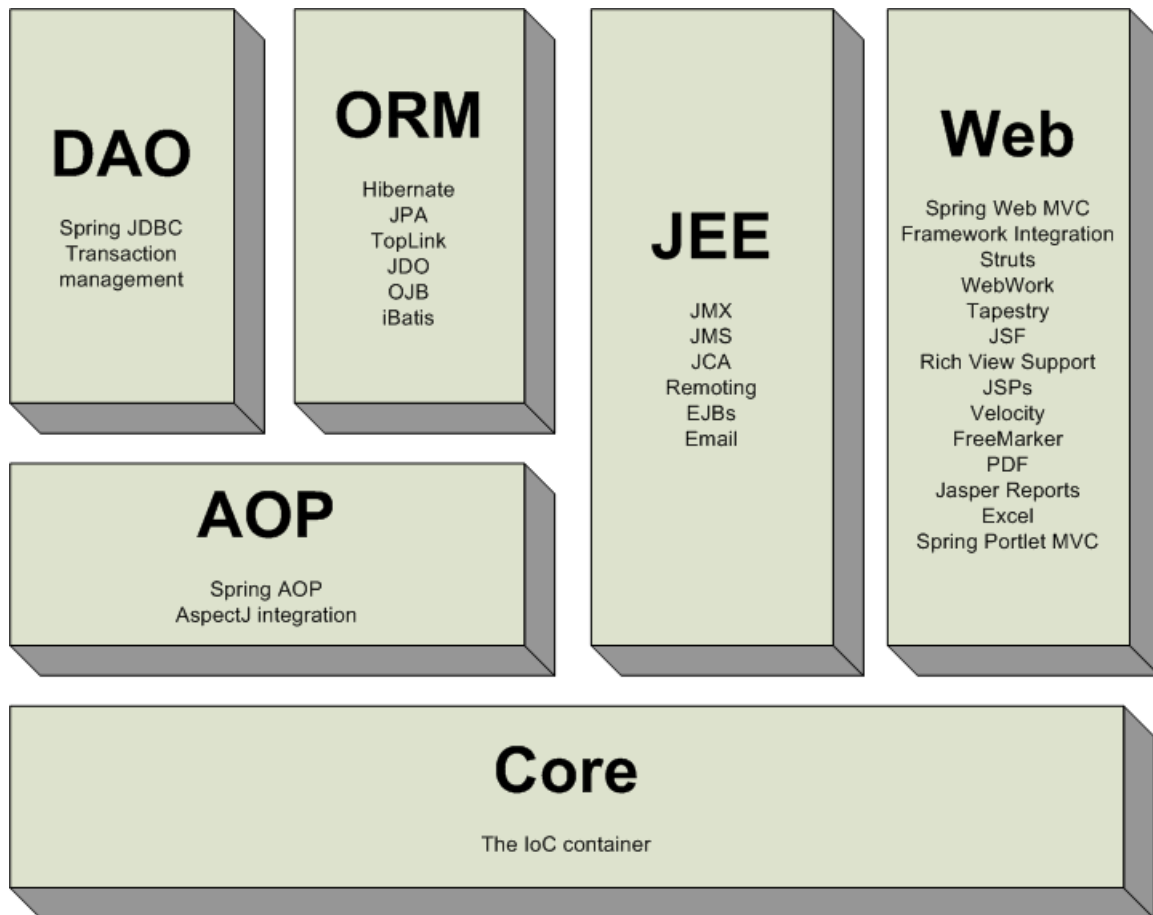 DAO
Spring JDBC
Transaction
management
ORM
Hibernate
JPA
TopLink
JDO
OJB
iBatis
JEE
JMX
JMS
JCA
Remoting
EJBs
Email
Web
Spring Web MVC
Framework Integration
Struts
WebWork
Tapestry
JSF
Rich View Support
JSPs
Velocity
FreeMarker
PDF
Jasper Reports
Excel
Spring Portlet MVC
AOP
Spring AOP
AspectJ integration
Core
The IoC container